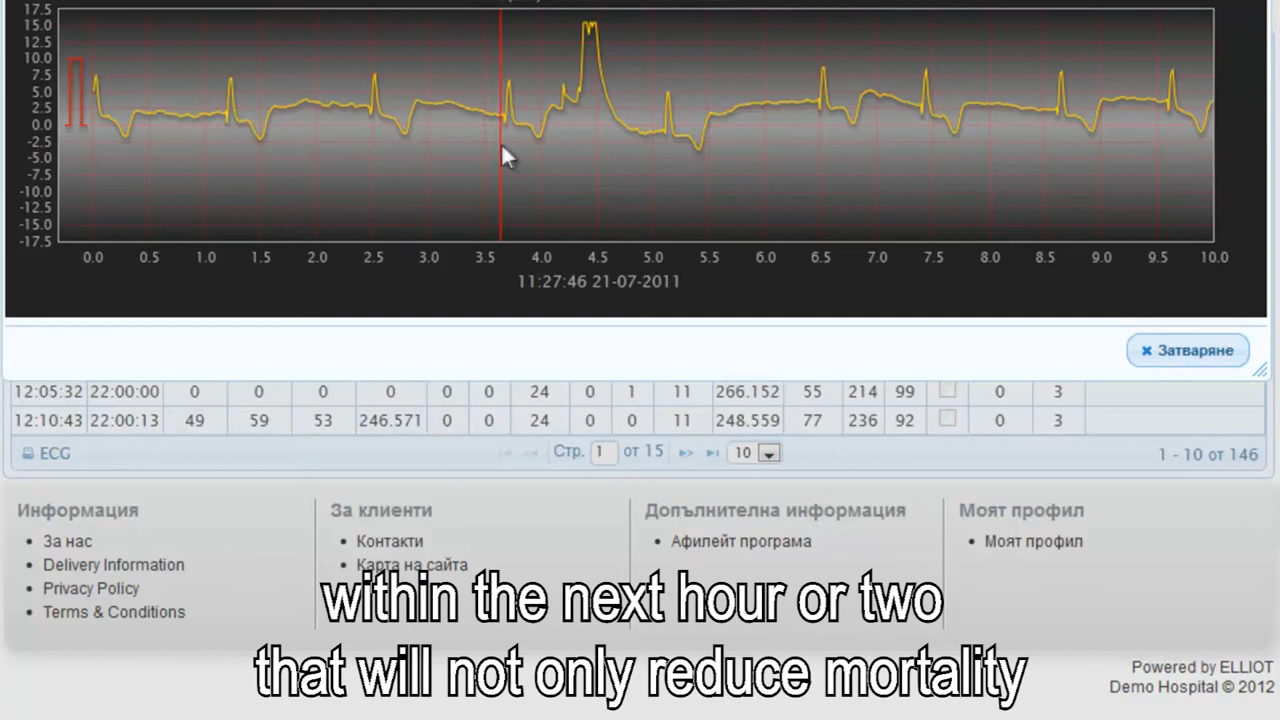 17.5
15.0
12.5
10.0
7.5
5.0
2.5
0.0
-2.5
-5.0
-7.5
-10.0
-12.5
-15.0
-17.5
0.0 0.5 1.0 1.5 2.0 2.5 3.0 3.5 4.0 4.5 5.0 5.5 6.0 6.5 7.0 7.5 8.0 8.5 9.0 9.5 10.0
11:27:46 21-07-2011
Затваряне
12:05:32 22:00:00 0 0 0 0 0 0 24 0 1 11 266.152 55 214 99 0 3
12:10:43 22:00:13 49 59 53 246.571 0 0 24 0 0 11 248.559 77 236 92 0 3
ECG Стр. 1 от 15 10 1 - 10 от 146
Информация
За нас
Delivery Information
Privacy Policy
Terms & Conditions
За клиенти
Контакти
Карта на сайта
Допълнителна информация
Афилейт програма
Моят профил
Моят профил
within the next hour or two
that will not only reduce mortality
Powered by ELLIOT
Demo Hospital © 2012